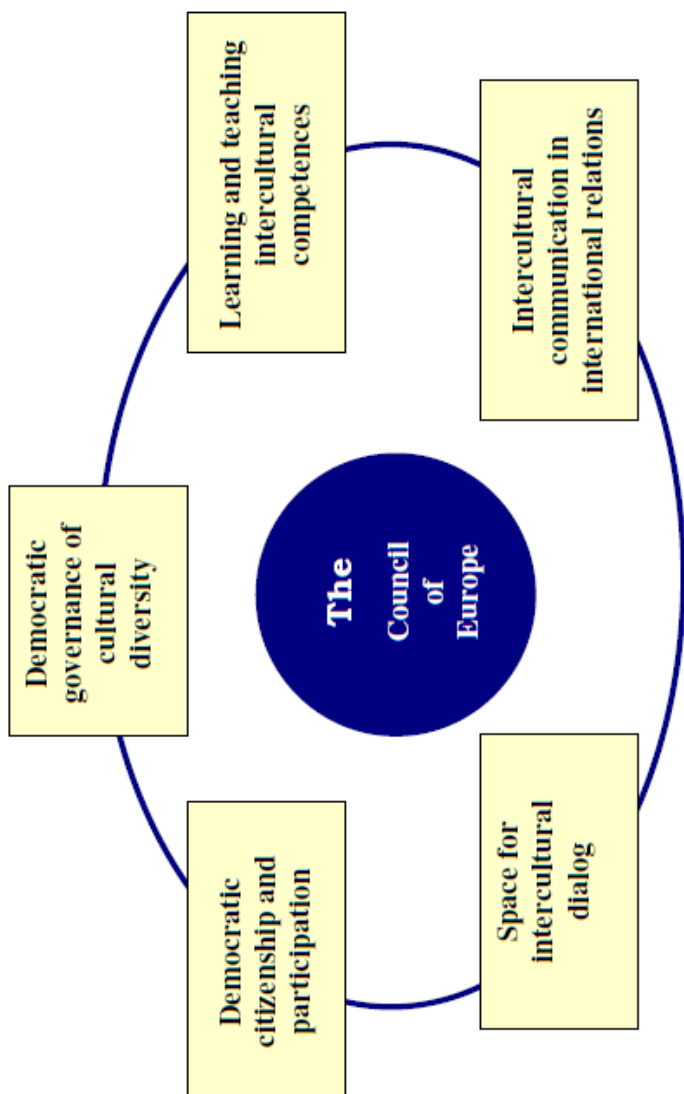 Democratic
governance of
cultural
diversity
Democratic
citizenship and
participation
Learning and teaching
intercultural
competences
The
Council
of
Europe
Space for
intercultural
dialog
Intercultural
communication in
international relations